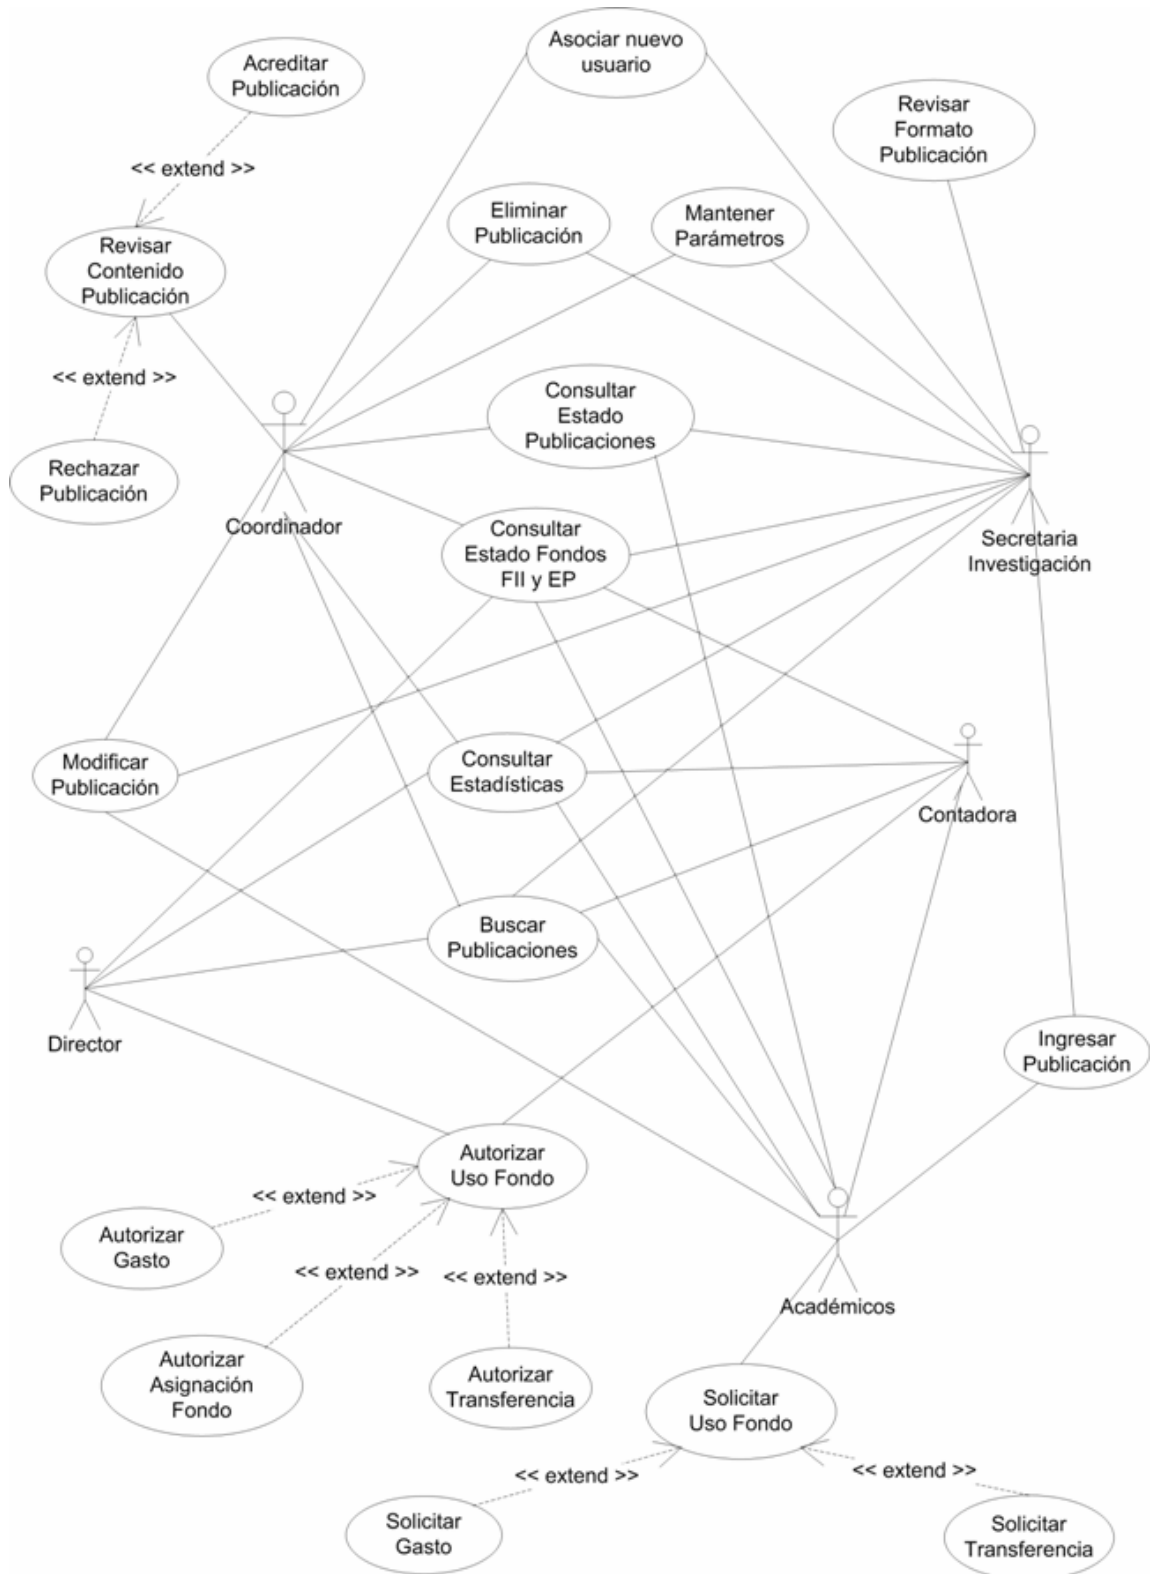 Asociar nuevo
usuario
Acreditar
Publicación
Revisar
Formato
Publicación
<< extend >>
Eliminar
Publicación
Mantener
Parámetros
Revisar
Contenido
Publicación
<< extend >>
Consultar
Estado
Publicaciones
Rechazar
Publicación
Coordinador
Consultar
Estado Fondos
FII y EP
Secretaria
Investigación
Modificar
Publicación
Consultar
Estadísticas
Contadora
Buscar
Publicaciones
Director
Ingresar
Publicación
Autorizar
Uso Fondo
<< extend >>
Autorizar
Gasto
<< extend >>
<< extend >>
Académicos
Autorizar
Asignación
Fondo
Autorizar
Transferencia
Solicitar
Uso Fondo
<< extend >>
<< extend >>
Solicitar
Gasto
Solicitar
Transferencia